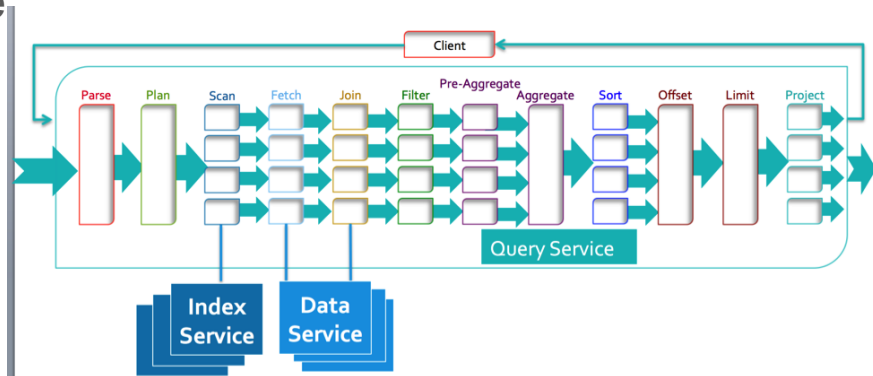 e
Client
Parse
Plan
Scan
Fetch
Join
Filter
Pre-Aggregate
Aggregate
Sort
Offset
Limit
Project
Query Service
Index
Service
Data
Service